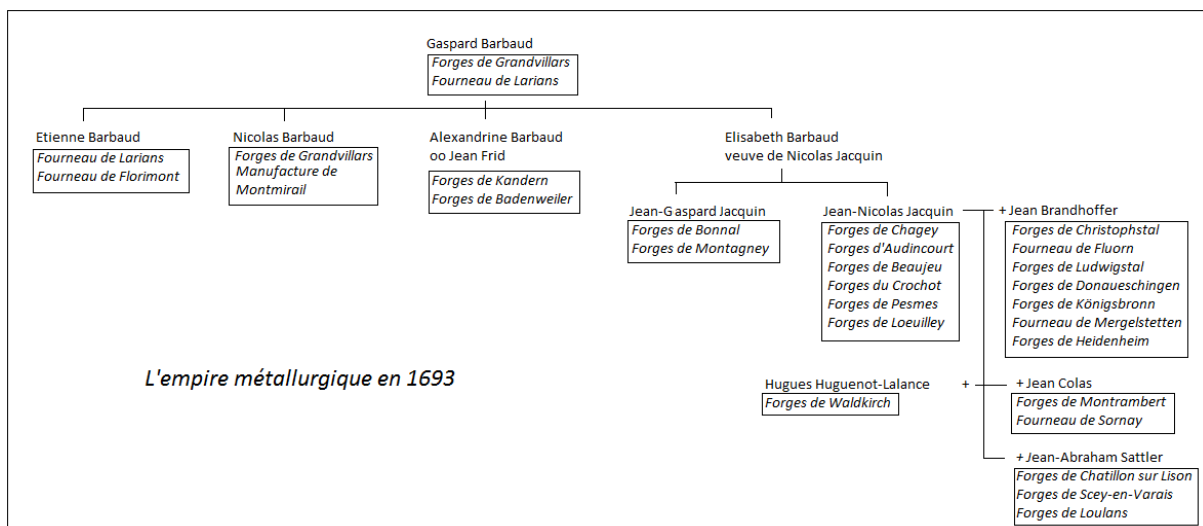 Gaspard Barbaud
Forges de Grandvillars
Fourneau de Larians
Etienne Barbaud
Fourneau de Larians
Fourneau de Florimont
Nicolas Barbaud
Forges de Grandvillars
Manufacture de
Montmirail
Alexandrine Barbaud
oo Jean Frid
Forges de Kandern
Forges de Badenweiler
Elisabeth Barbaud
veuve de Nicolas Jacquin
Jean-Gaspard Jacquin
Forges de Bonnal
Forges de Montagney
Jean-Nicolas Jacquin
Forges de Chagey
Forges d'Audincourt
Forges de Beaujeu
Forges du Crochot
Forges de Pesmes
Forges de Loeuilley
+ Jean Brandhoffer
Forges de Christophstal
Fourneau de Fluorn
Forges de Ludwigstal
Forges de Donaueschingen
Forges de Königsbronn
Fourneau de Mergelstetten
Forges de Heidenheim
L'empire métallurgique en 1693
Hugues Huguenot-Lalance +
Forges de Waldkirch
+ Jean Colas
Forges de Montrambert
Fourneau de Sornay
+ Jean-Abraham Sattler
Forges de Chatillon sur Lison
Forges de Scey-en-Varais
Forges de Loulans